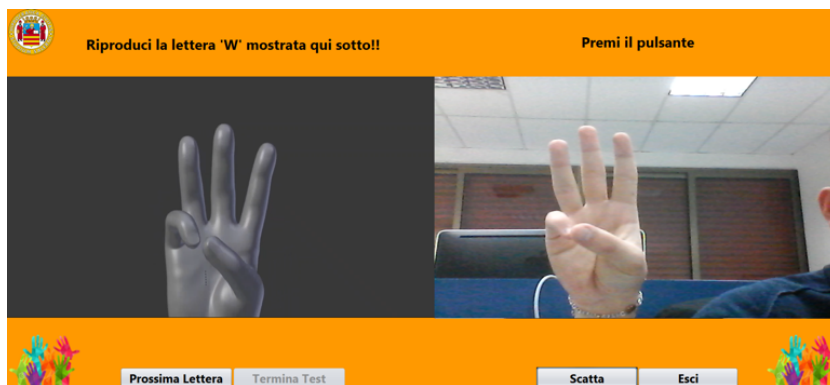 Riproduci la lettera 'W' mostrata qui sotto!!
Premi il pulsante
Prossima Lettera
Termina Test
Scatta
Esci